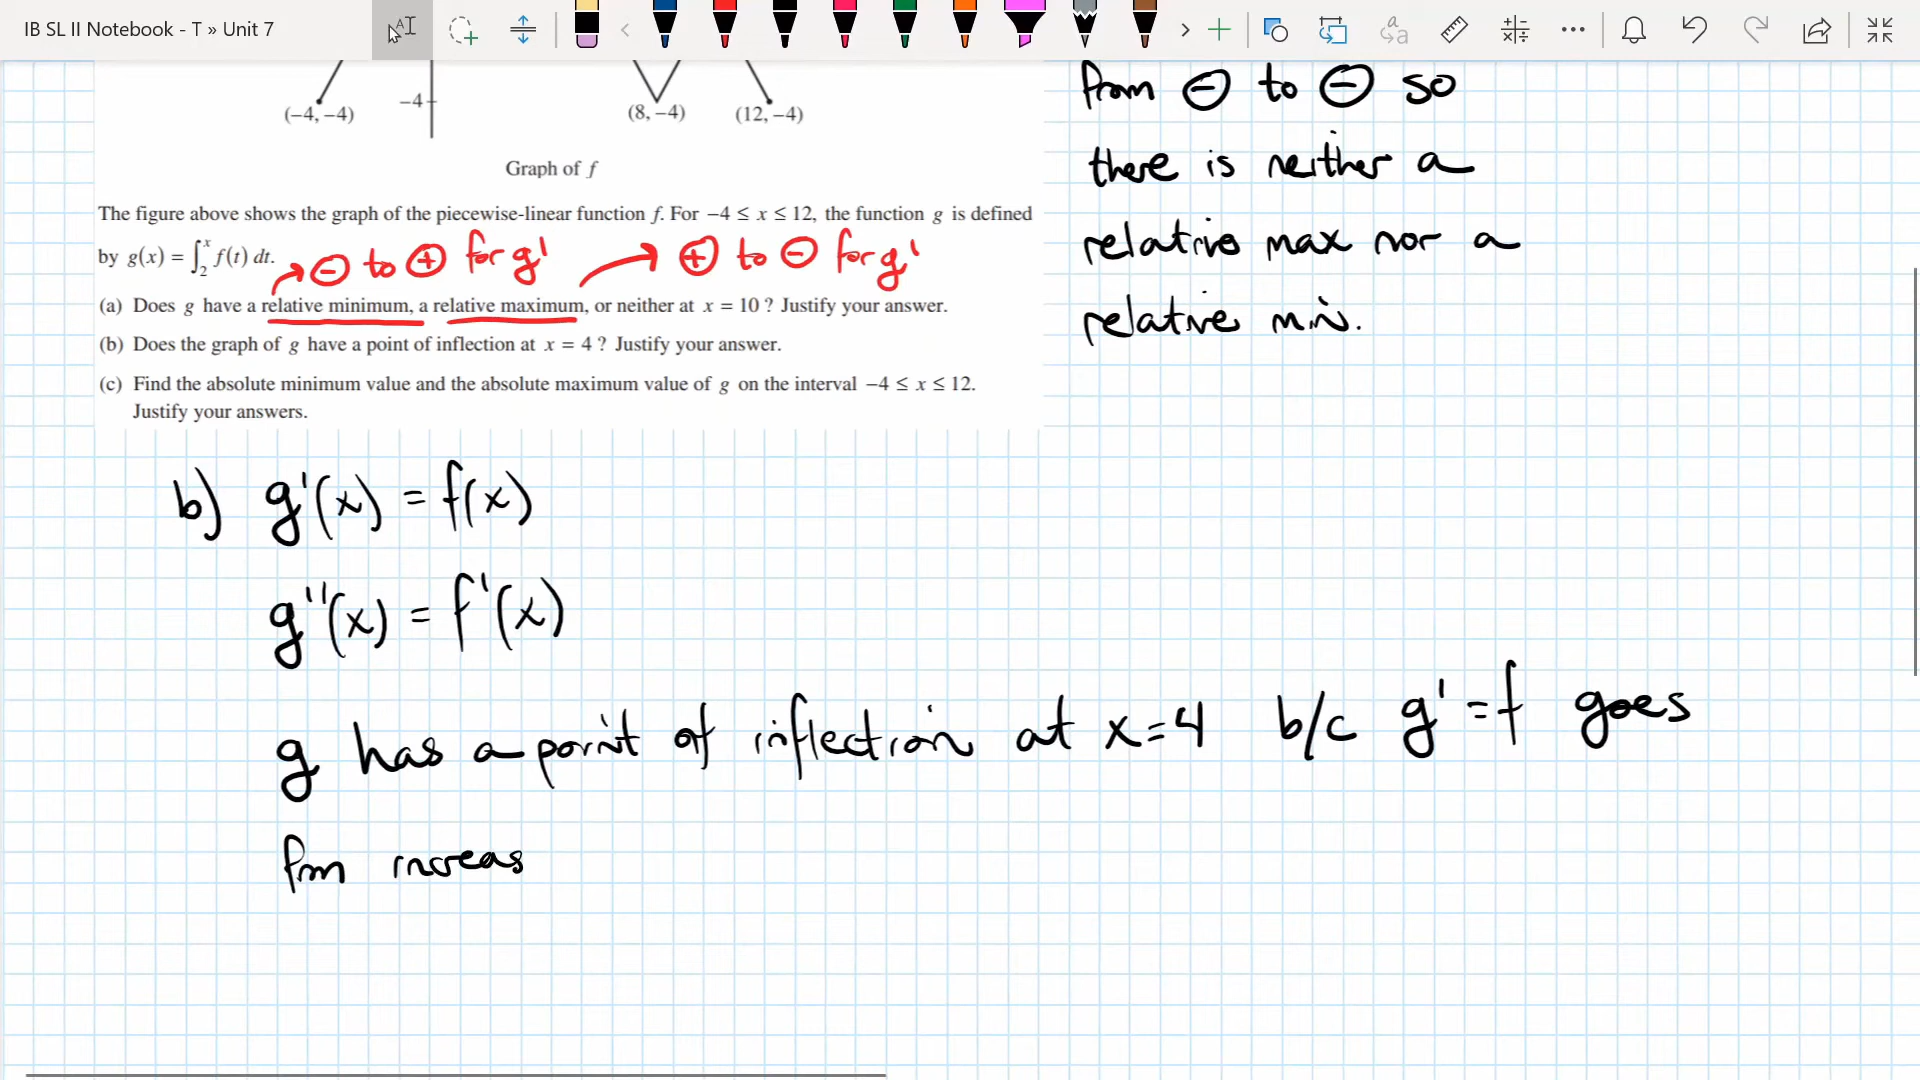 IB SL II Notebook - T » Unit 7
(-4, -4) -4 (8, -4) (12, -4)
Graph of f
The figure above shows the graph of the piecewise-linear function f. For −4 ≤ x ≤ 12, the function g is defined
by g(x) = ∫₂ˣ f(t) dt.
⊖ to ⊕ for g' ⊕ to ⊖ for g'
(a) Does g have a relative minimum, a relative maximum, or neither at x = 10 ? Justify your answer.
(b) Does the graph of g have a point of inflection at x = 4 ? Justify your answer.
(c) Find the absolute minimum value and the absolute maximum value of g on the interval −4 ≤ x ≤ 12.
Justify your answers.
from ⊖ to ⊖ so
there is neither a
relative max nor a
relative min.
b) g'(x) = f(x)
g''(x) = f'(x)
g has a point of inflection at x=4 b/c g' = f goes
from increas